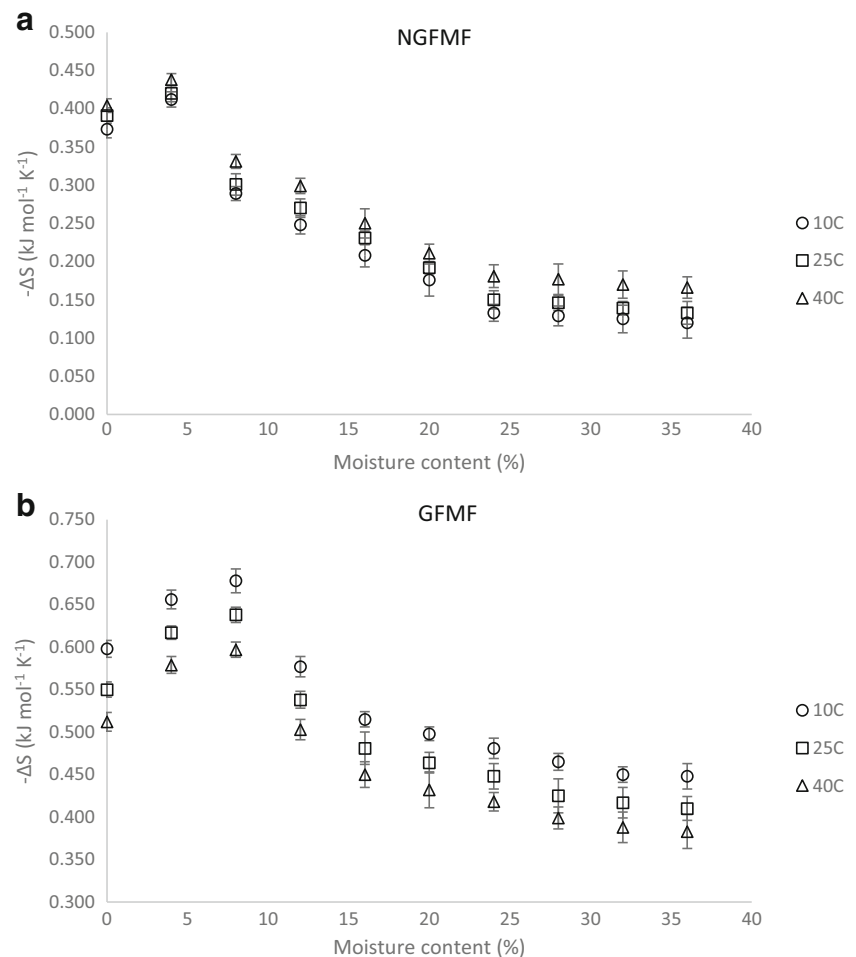 a
NGFMF
0.500
0.450
0.400
0.350
0.300
0.250
0.200
0.150
0.100
0.050
0.000
-ΔS (kJ mol⁻¹ K⁻¹)
0 5 10 15 20 25 30 35 40
Moisture content (%)
10C
25C
40C
b
GFMF
0.750
0.700
0.650
0.600
0.550
0.500
0.450
0.400
0.350
0.300
-ΔS (kJ mol⁻¹ K⁻¹)
0 5 10 15 20 25 30 35 40
Moisture content (%)
10C
25C
40C